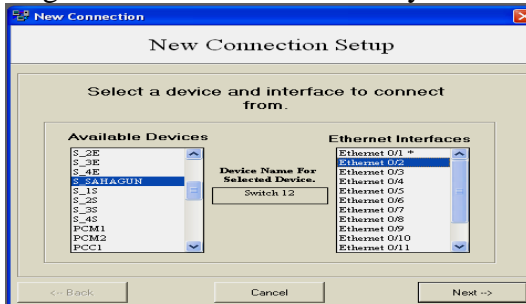 New Connection
New Connection Setup
Select a device and interface to connect
from.
Available Devices
S_2E
S_3E
S_4E
S_SAHAGUN
S_1S
S_2S
S_3S
S_4S
PCM1
PCM2
PCC1
Device Name For
Selected Device.
Switch 12
Ethernet Interfaces
Ethernet 0/1 *
Ethernet 0/2
Ethernet 0/3
Ethernet 0/4
Ethernet 0/5
Ethernet 0/6
Ethernet 0/7
Ethernet 0/8
Ethernet 0/9
Ethernet 0/10
Ethernet 0/11
<-- Back
Cancel
Next -->